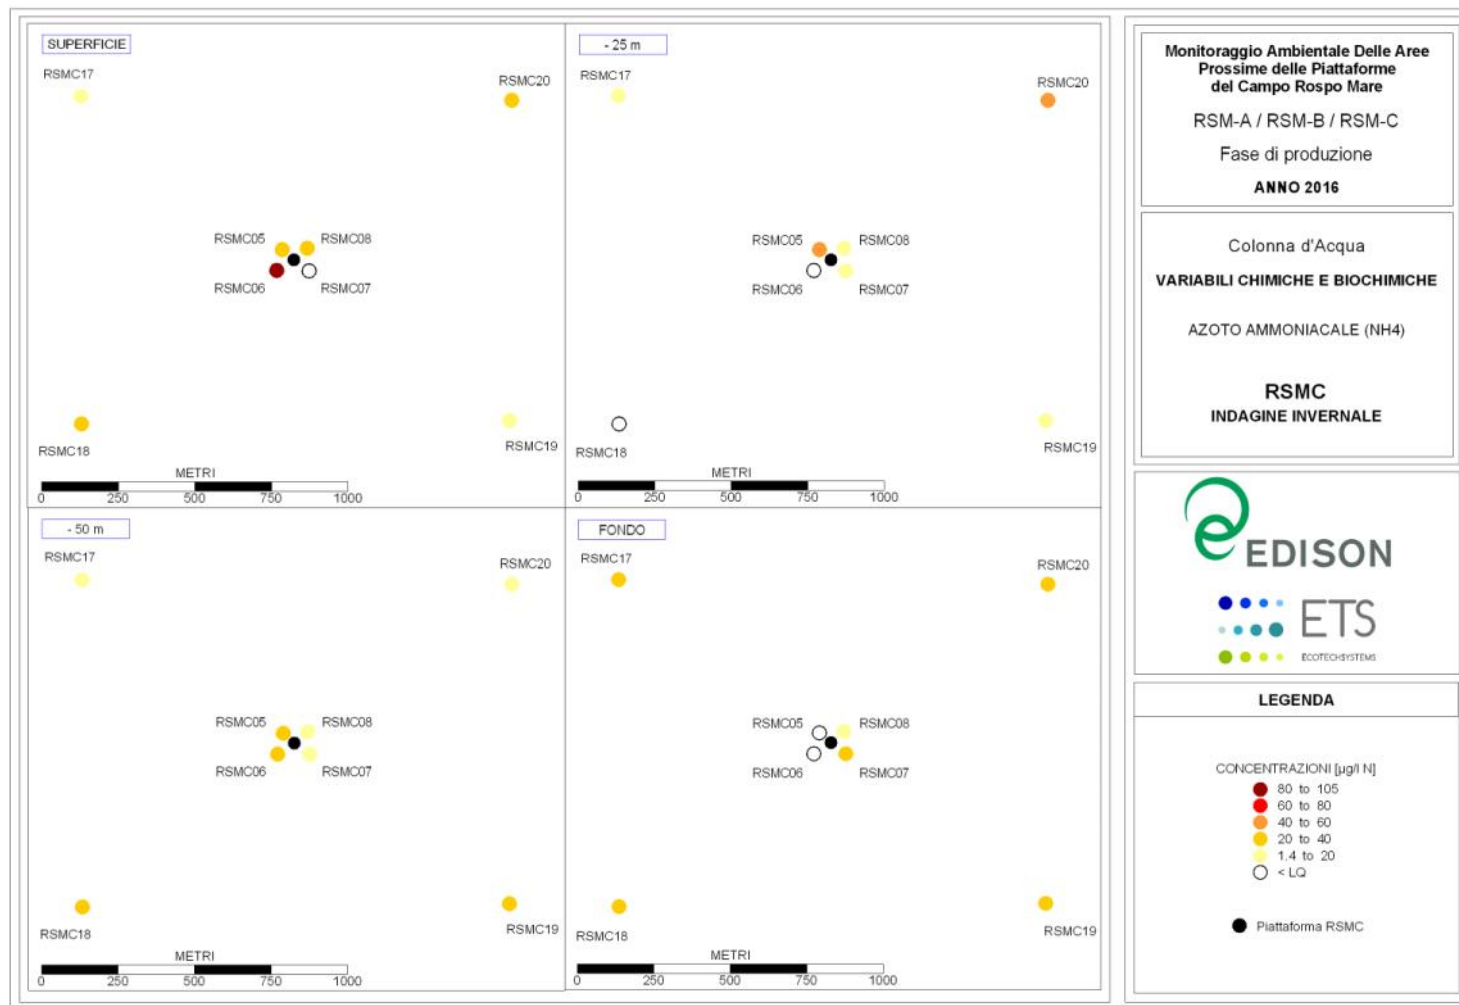 SUPERFICIE
RSMC17
RSMC20
RSMC05
RSMC08
RSMC06
RSMC07
RSMC18
RSMC19
METRI
0 250 500 750 1000
- 25 m
RSMC17
RSMC20
RSMC05
RSMC08
RSMC06
RSMC07
RSMC18
RSMC19
METRI
0 250 500 750 1000
- 50 m
RSMC17
RSMC20
RSMC05
RSMC08
RSMC06
RSMC07
RSMC18
RSMC19
METRI
0 250 500 750 1000
FONDO
RSMC17
RSMC20
RSMC05
RSMC08
RSMC06
RSMC07
RSMC18
RSMC19
METRI
0 250 500 750 1000
Monitoraggio Ambientale Delle Aree
Prossime delle Piattaforme
del Campo Rospo Mare
RSM-A / RSM-B / RSM-C
Fase di produzione
ANNO 2016
Colonna d'Acqua
VARIABILI CHIMICHE E BIOCHIMICHE
AZOTO AMMONIACALE (NH4)
RSMC
INDAGINE INVERNALE
EDISON
ETS
ECOTECHSYSTEMS
LEGENDA
CONCENTRAZIONI [µg/l N]
80 to 105
60 to 80
40 to 60
20 to 40
1.4 to 20
< LQ
Piattaforma RSMC